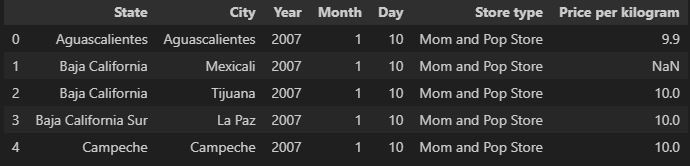 State City Year Month Day Store type Price per kilogram
0 Aguascalientes Aguascalientes 2007 1 10 Mom and Pop Store 9.9
1 Baja California Mexicali 2007 1 10 Mom and Pop Store NaN
2 Baja California Tijuana 2007 1 10 Mom and Pop Store 10.0
3 Baja California Sur La Paz 2007 1 10 Mom and Pop Store 10.0
4 Campeche Campeche 2007 1 10 Mom and Pop Store 10.0